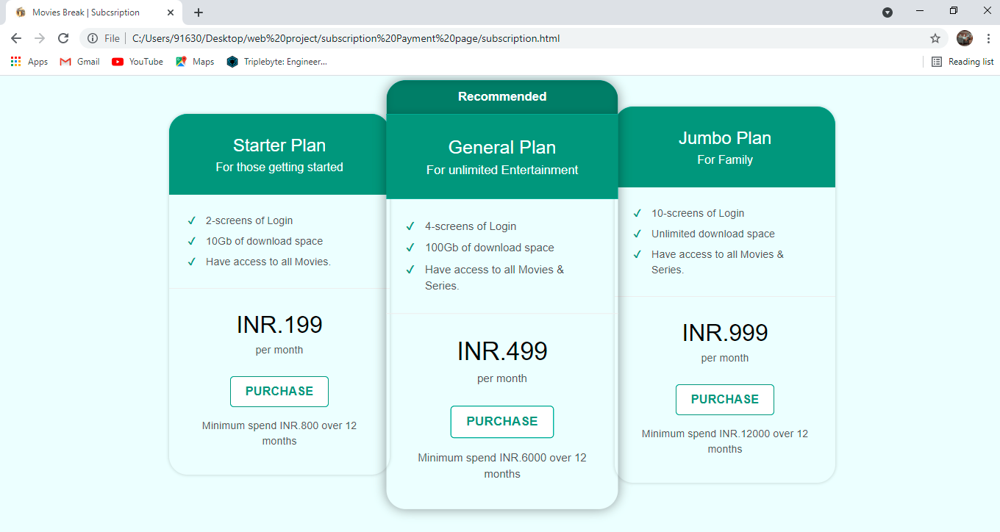 Movies Break | Subcsription
File
C:/Users/91630/Desktop/web%20project/subscription%20Payment%20page/subscription.html
Apps
Gmail
YouTube
Maps
Triplebyte: Engineer...
Reading list
Starter Plan
For those getting started
2-screens of Login
10Gb of download space
Have access to all Movies.
INR.199
per month
PURCHASE
Minimum spend INR.800 over 12
months
Recommended
General Plan
For unlimited Entertainment
4-screens of Login
100Gb of download space
Have access to all Movies &
Series.
INR.499
per month
PURCHASE
Minimum spend INR.6000 over 12
months
Jumbo Plan
For Family
10-screens of Login
Unlimited download space
Have access to all Movies &
Series.
INR.999
per month
PURCHASE
Minimum spend INR.12000 over 12
months